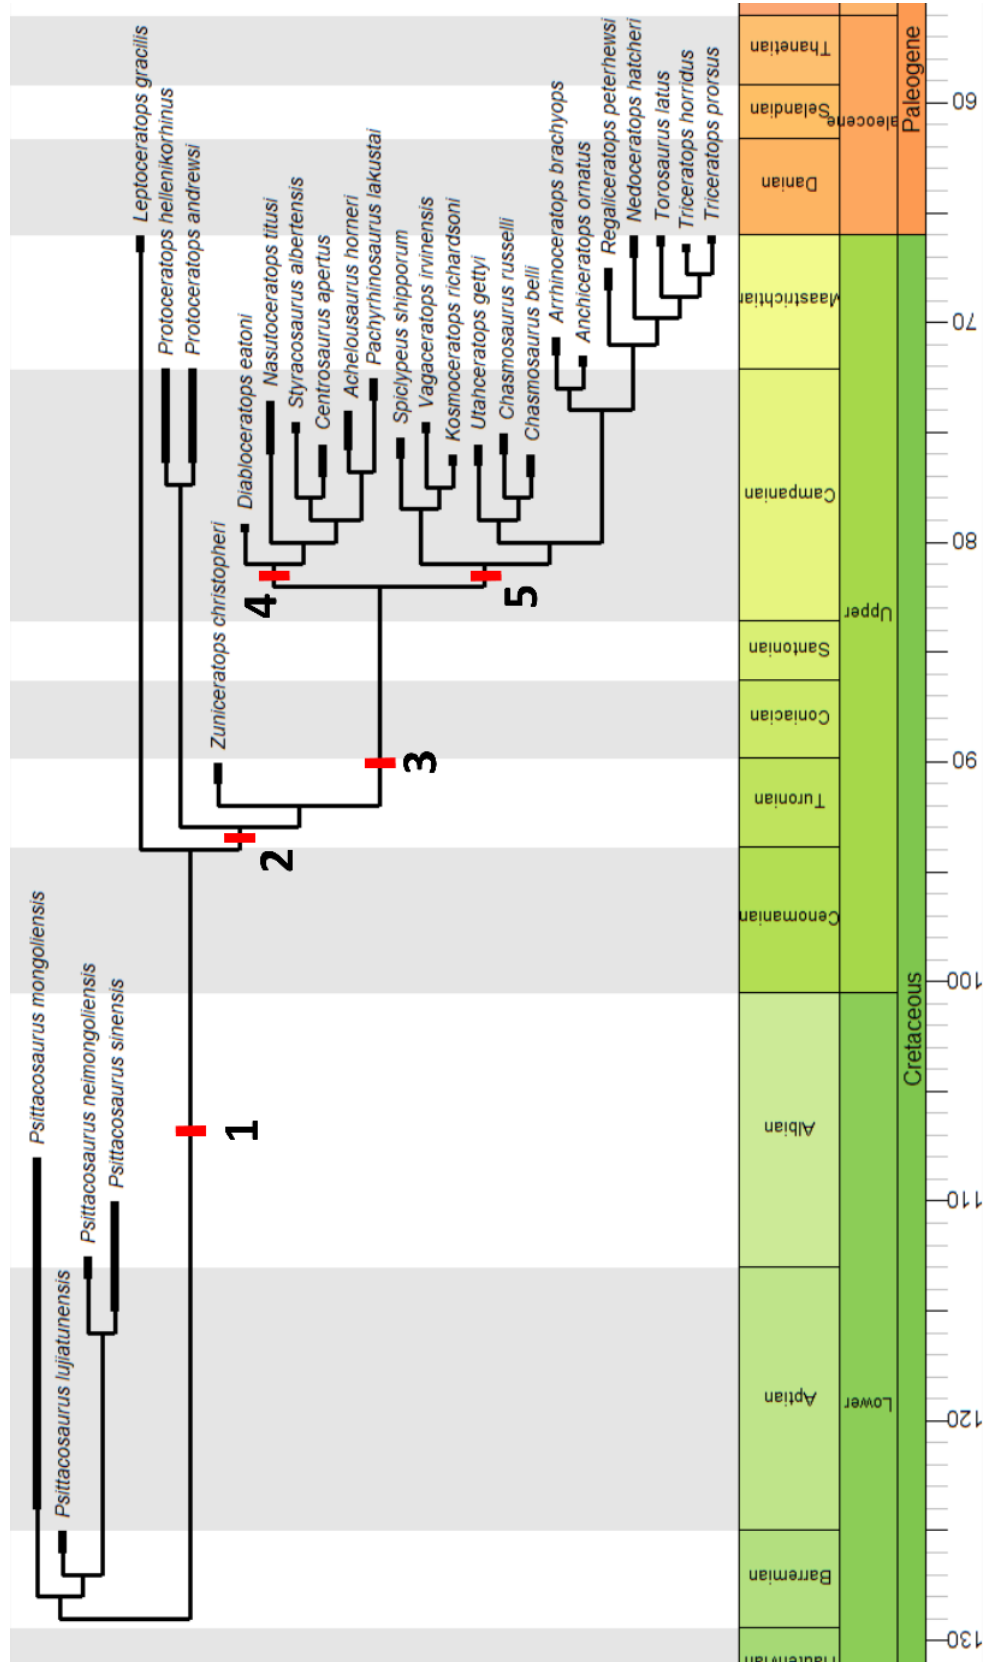 Leptoceratops gracilis
Protoceratops hellenikorhinus
Protoceratops andrewsi
Diabloceratops eatoni
Nasutoceratops titusi
Styracosaurus albertensis
Centrosaurus apertus
Achelousaurus horneri
Pachyrhinosaurus lakustai
Spiclypeus shipporum
Vagaceratops irvinensis
Kosmoceratops richardsoni
Utahceratops gettyi
Chasmosaurus russelli
Chasmosaurus belli
Arrhinoceratops brachyops
Anchiceratops ornatus
Regaliceratops peterhewsi
Nedoceratops hatcheri
Torosaurus latus
Triceratops horridus
Triceratops prorsus
Zuniceratops christopheri
Psittacosaurus mongoliensis
Psittacosaurus lujiatunensis
Psittacosaurus neimongoliensis
Psittacosaurus sinensis
1
2
3
4
5
Thanetian
Selandian
Danian
Maastrichtian
Campanian
Santonian
Coniacian
Turonian
Cenomanian
Albian
Aptian
Barremian
aleocene
Upper
Lower
Paleogene
Cretaceous
60
70
80
90
100
110
120
130